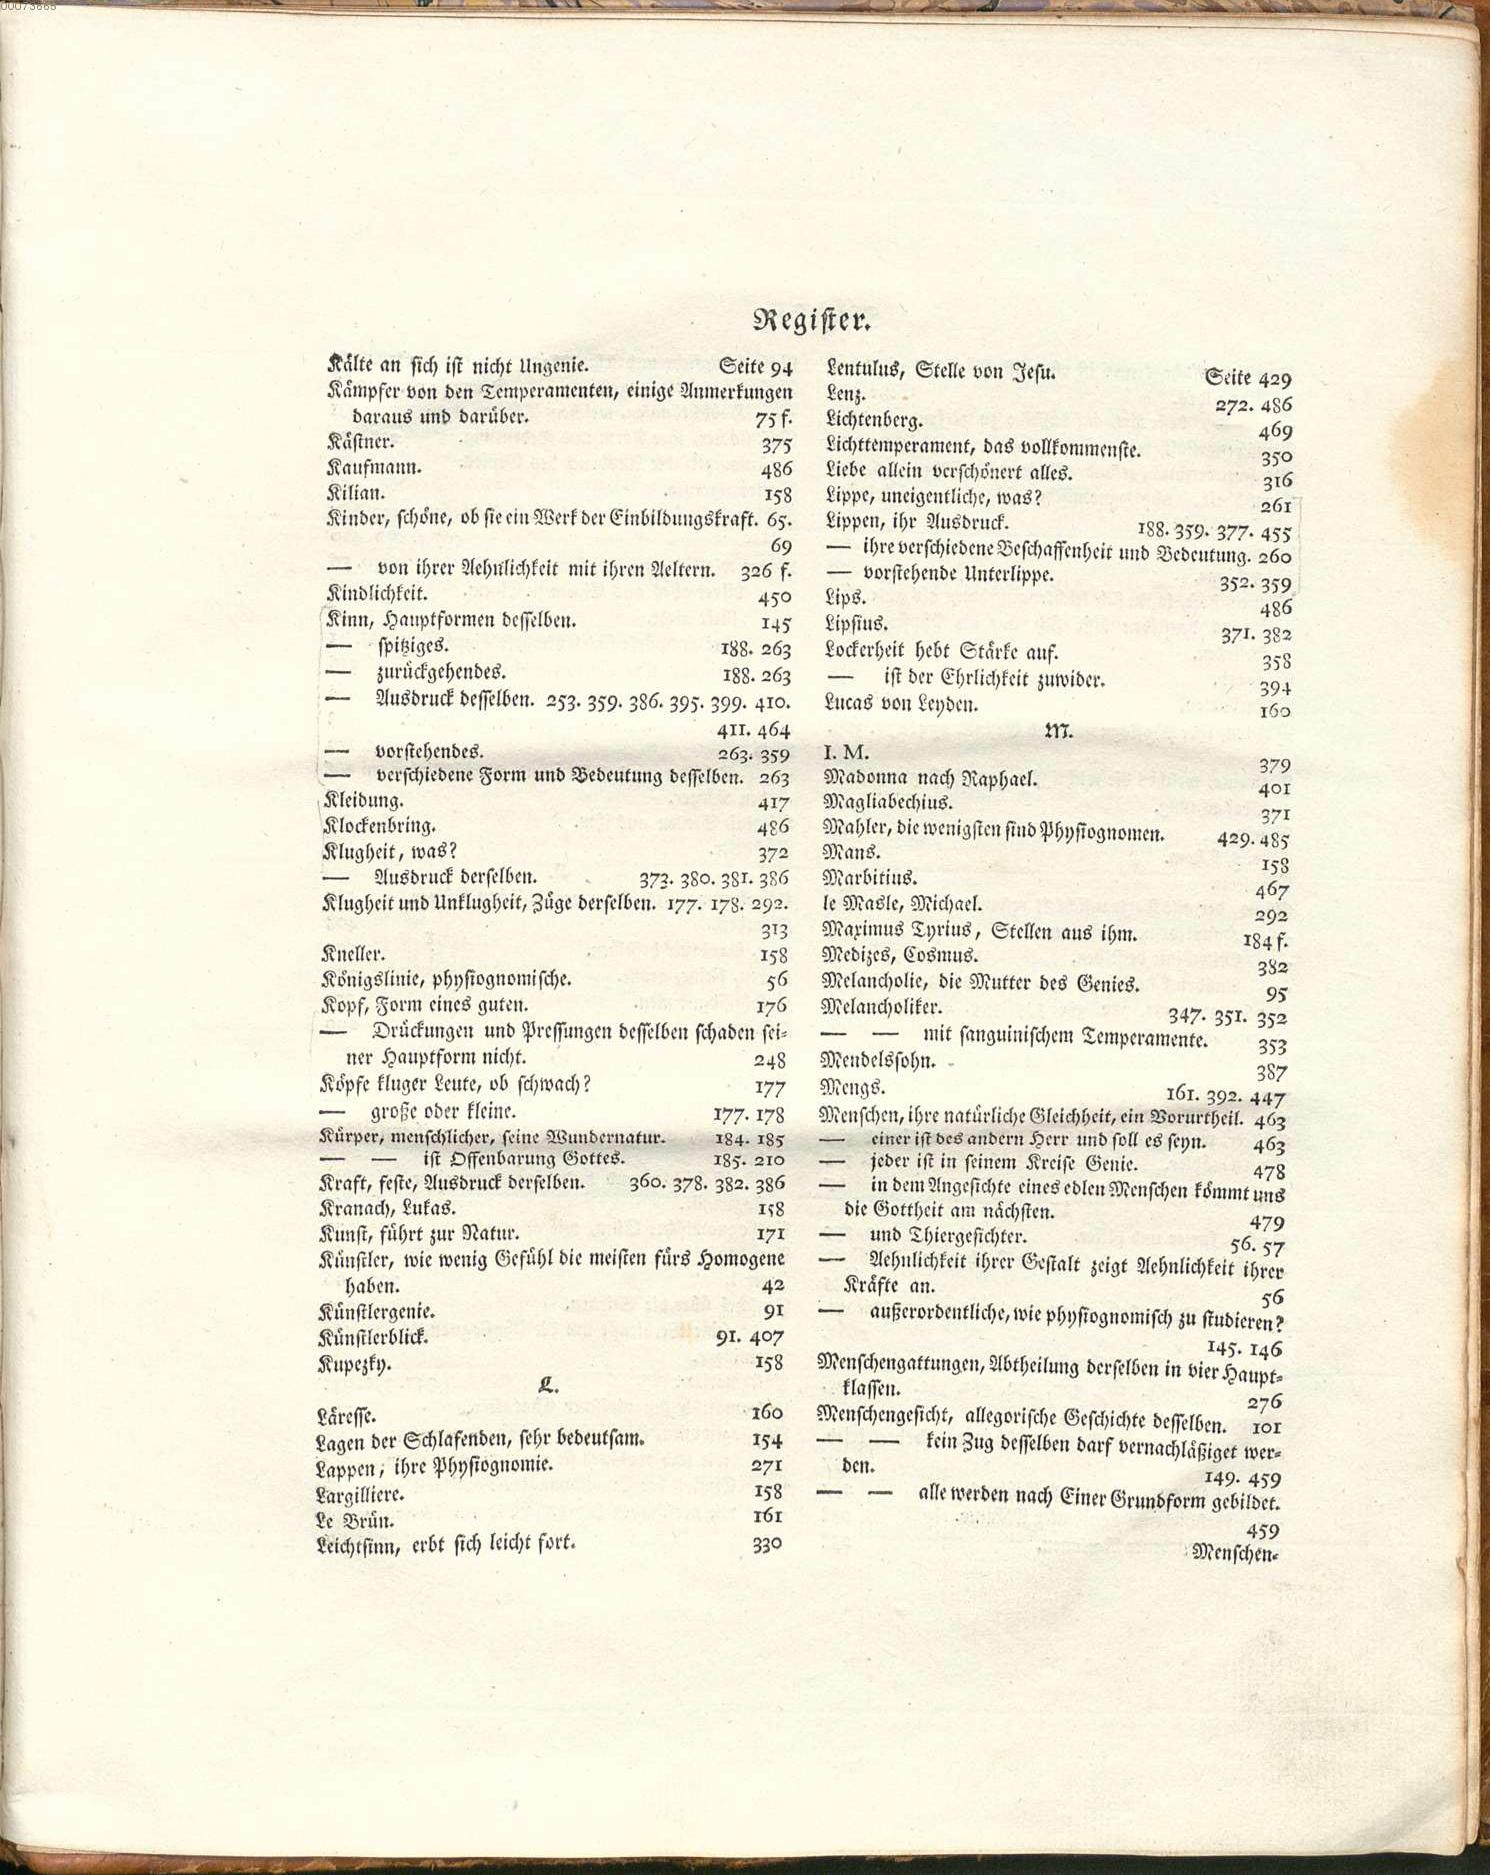 00073885
Register.
Kälte an sich ist nicht Ungenie. Seite 94
Kämpfer von den Temperamenten, einige Anmerkungen
daraus und darüber. 75 f.
Kästner. 375
Kaufmann. 486
Kilian. 158
Kinder, schöne, ob sie ein Werk der Einbildungskraft. 65.
69
— von ihrer Aehnlichkeit mit ihren Aeltern. 326 f.
Kindlichkeit. 450
Kinn, Hauptformen desselben. 145
— spitziges. 188. 263
— zurückgehendes. 188. 263
— Ausdruck desselben. 253. 359. 386. 395. 399. 410.
411. 464
— vorstehendes. 263. 359
— verschiedene Form und Bedeutung desselben. 263
Kleidung. 417
Klockenbring. 486
Klugheit, was? 372
— Ausdruck derselben. 373. 380. 381. 386
Klugheit und Unklugheit, Züge derselben. 177. 178. 292.
313
Kneller. 158
Königslinie, physiognomische. 56
Kopf, Form eines guten. 176
— Drückungen und Pressungen desselben schaden sei-
ner Hauptform nicht. 248
Köpfe kluger Leute, ob schwach? 177
— große oder kleine. 177. 178
Kürper, menschlicher, seine Wundernatur. 184. 185
— — ist Offenbarung Gottes. 185. 210
Kraft, feste, Ausdruck derselben. 360. 378. 382. 386
Kranach, Lukas. 158
Kunst, führt zur Natur. 171
Künstler, wie wenig Gefühl die meisten fürs Homogene
haben. 42
Künstlergenie. 91
Künstlerblick. 91. 407
Kupezky. 158
L.
Läresse. 160
Lagen der Schlafenden, sehr bedeutsam. 154
Lappen, ihre Physiognomie. 271
Largilliere. 158
Le Brün. 161
Leichtsinn, erbt sich leicht fort. 330
Lentulus, Stelle von Jesu. Seite 429
Lenz. 272. 486
Lichtenberg. 469
Lichttemperament, das vollkommenste. 350
Liebe allein verschönert alles. 316
Lippe, uneigentliche, was? 261
Lippen, ihr Ausdruck. 188. 359. 377. 455
— ihre verschiedene Beschaffenheit und Bedeutung. 260
— vorstehende Unterlippe. 352. 359
Lips. 486
Lipsius. 371. 382
Lockerheit hebt Stärke auf. 358
— ist der Ehrlichkeit zuwider. 394
Lucas von Leyden. 160
M.
I. M. 379
Madonna nach Raphael. 401
Magliabechius. 371
Mahler, die wenigsten sind Physiognomen. 429. 485
Mans. 158
Marbitius. 467
le Masle, Michael. 292
Maximus Tyrius, Stellen aus ihm. 184 f.
Medizes, Cosmus. 382
Melancholie, die Mutter des Genies. 95
Melancholiker. 347. 351. 352
— — mit sanguinischem Temperamente. 353
Mendelssohn. 387
Mengs. 161. 392. 447
Menschen, ihre natürliche Gleichheit, ein Vorurtheil. 463
— einer ist des andern Herr und soll es seyn. 463
— jeder ist in seinem Kreise Genie. 478
— in dem Angesichte eines edlen Menschen kömmt uns
die Gottheit am nächsten. 479
— und Thiergesichter. 56. 57
— Aehnlichkeit ihrer Gestalt zeigt Aehnlichkeit ihrer
Kräfte an. 56
— außerordentliche, wie physiognomisch zu studieren?
145. 146
Menschengattungen, Abtheilung derselben in vier Haupt-
klassen. 276
Menschengesicht, allegorische Geschichte desselben. 101
— — kein Zug desselben darf vernachläßiget wer-
den. 149. 459
— — alle werden nach Einer Grundform gebildet.
459
Menschen-